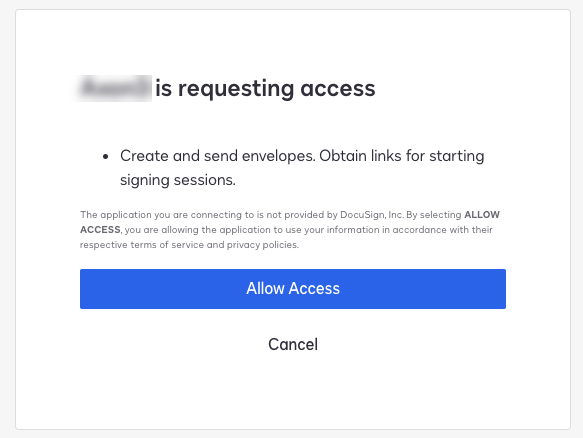 is requesting access
Create and send envelopes. Obtain links for starting
signing sessions.
The application you are connecting to is not provided by DocuSign, Inc. By selecting ALLOW
ACCESS, you are allowing the application to use your information in accordance with their
respective terms of service and privacy policies.
Allow Access
Cancel